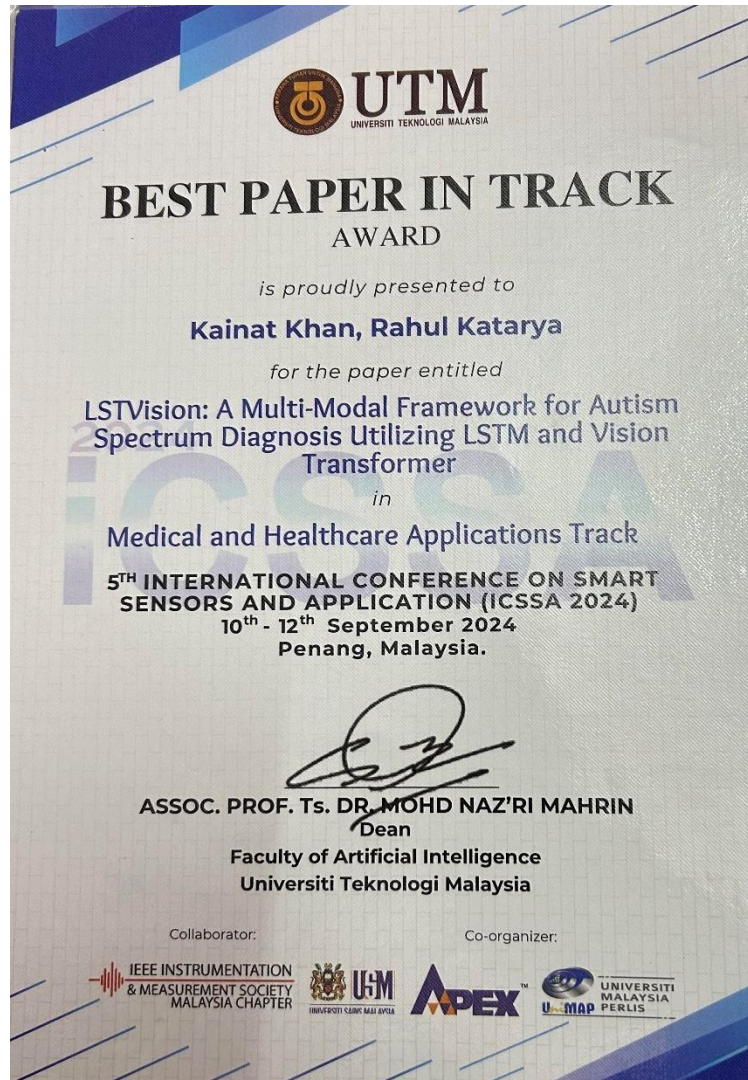 UTM
UNIVERSITI TEKNOLOGI MALAYSIA
BEST PAPER IN TRACK
AWARD
is proudly presented to
Kainat Khan, Rahul Katarya
for the paper entitled
LSTVision: A Multi-Modal Framework for Autism
Spectrum Diagnosis Utilizing LSTM and Vision
Transformer
in
Medical and Healthcare Applications Track
2024
iCSSA
5TH INTERNATIONAL CONFERENCE ON SMART
SENSORS AND APPLICATION (ICSSA 2024)
10th - 12th September 2024
Penang, Malaysia.
ASSOC. PROF. Ts. DR. MOHD NAZ'RI MAHRIN
Dean
Faculty of Artificial Intelligence
Universiti Teknologi Malaysia
Collaborator:
Co-organizer:
IEEE INSTRUMENTATION
& MEASUREMENT SOCIETY
MALAYSIA CHAPTER
USM
UNIVERSITI SAINS MALAYSIA
APEX™
UniMAP
UNIVERSITI
MALAYSIA
PERLIS